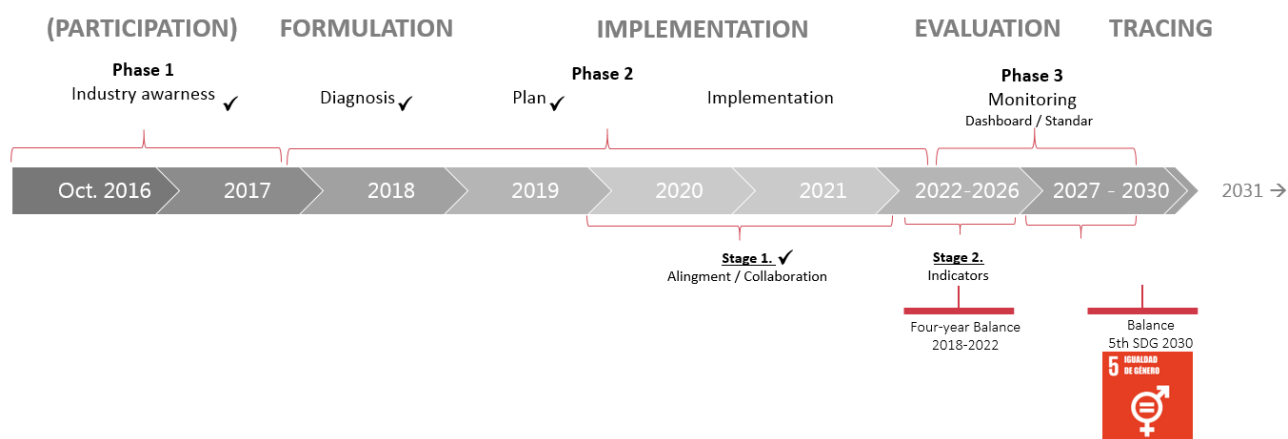 (PARTICIPATION) FORMULATION IMPLEMENTATION EVALUATION TRACING
Phase 1
Industry awarness ✓
Phase 2
Diagnosis ✓
Plan ✓
Implementation
Phase 3
Monitoring
Dashboard / Standar
Oct. 2016 2017 2018 2019 2020 2021 2022-2026 2027 - 2030 2031 →
Stage 1. ✓
Alingment / Collaboration
Stage 2.
Indicators
Four-year Balance
2018-2022
Balance
5th SDG 2030
5 IGUALDAD
DE GÉNERO